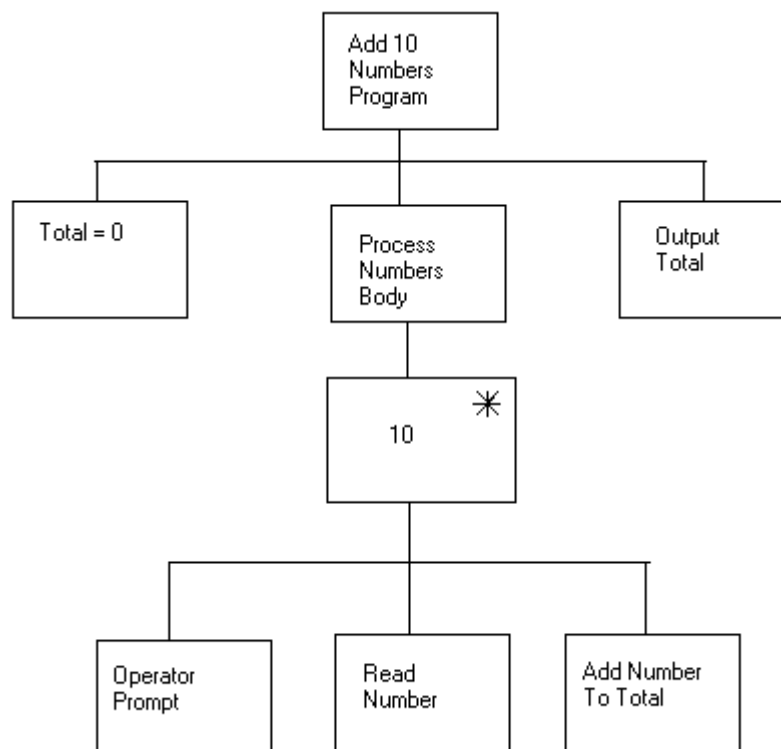 Add 10
Numbers
Program
Total = 0
Process
Numbers
Body
Output
Total
10
Operator
Prompt
Read
Number
Add Number
To Total